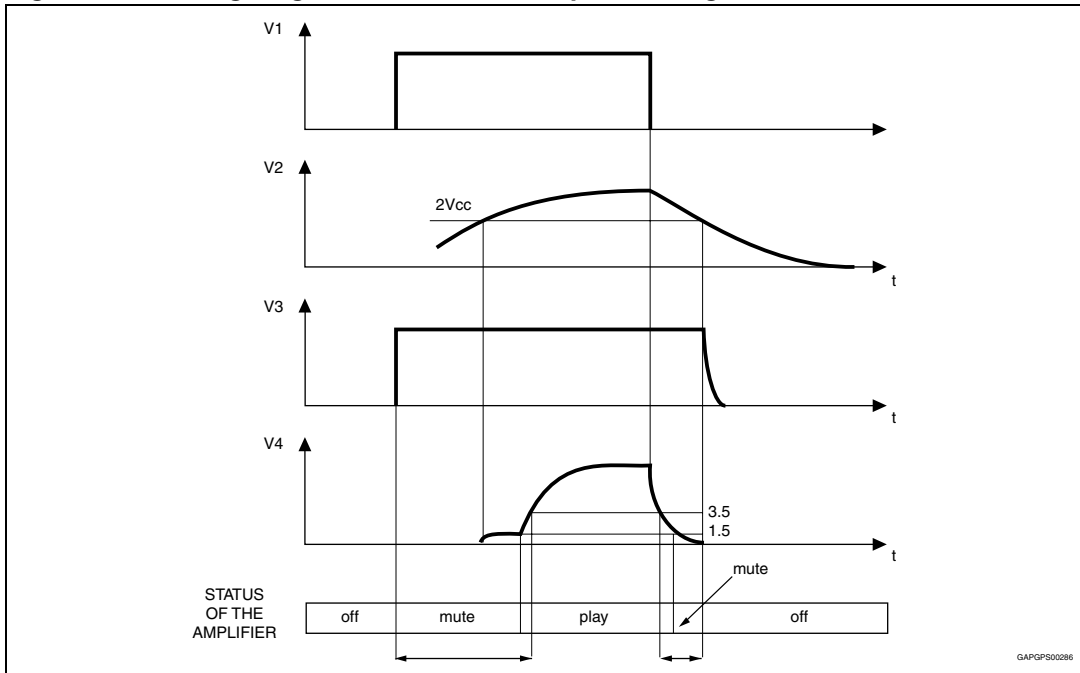 V1
V2
2Vcc
t
V3
t
V4
3.5
1.5
t
mute
STATUS
OF THE
AMPLIFIER
off
mute
play
off
GAPGPS00286